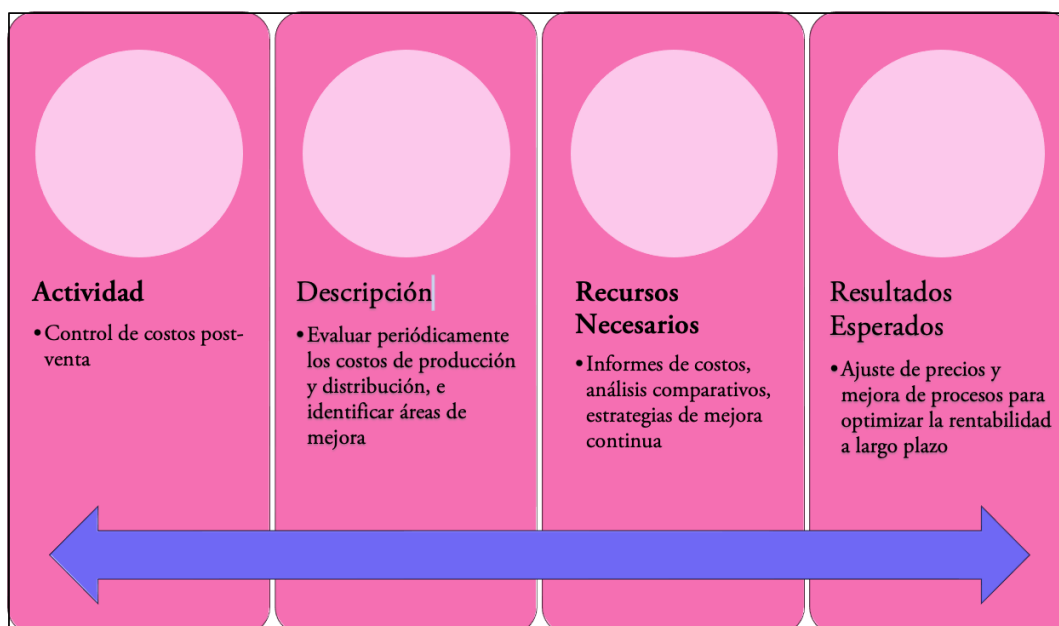 Actividad
•Control de costos post-
venta
Descripción
•Evaluar periódicamente
los costos de producción
y distribución, e
identificar áreas de
mejora
Recursos
Necesarios
•Informes de costos,
análisis comparativos,
estrategias de mejora
continua
Resultados
Esperados
•Ajuste de precios y
mejora de procesos para
optimizar la rentabilidad
a largo plazo